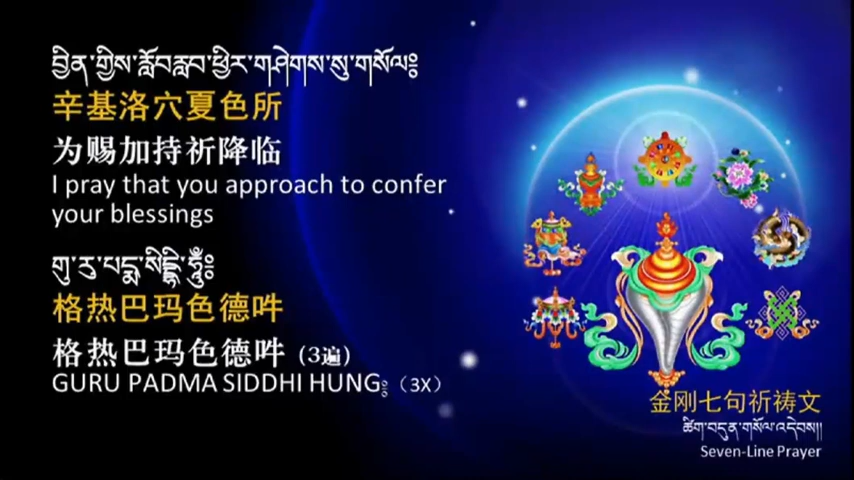 བྱིན་གྱིས་རློབ་རླབ་ཕྱིར་གཤེགས་སུ་གསོལ༔
辛基洛穴夏色所
为赐加持祈降临
I pray that you approach to confer
your blessings
གུ་རུ་པདྨ་སིདྡྷི་ཧཱུྃ༔
格热巴玛色德吽
格热巴玛色德吽（3遍）
GURU PADMA SIDDHI HUNG༔（3X）
金刚七句祈祷文
ཚིག་བདུན་གསོལ་འདེབས།།
Seven-Line Prayer